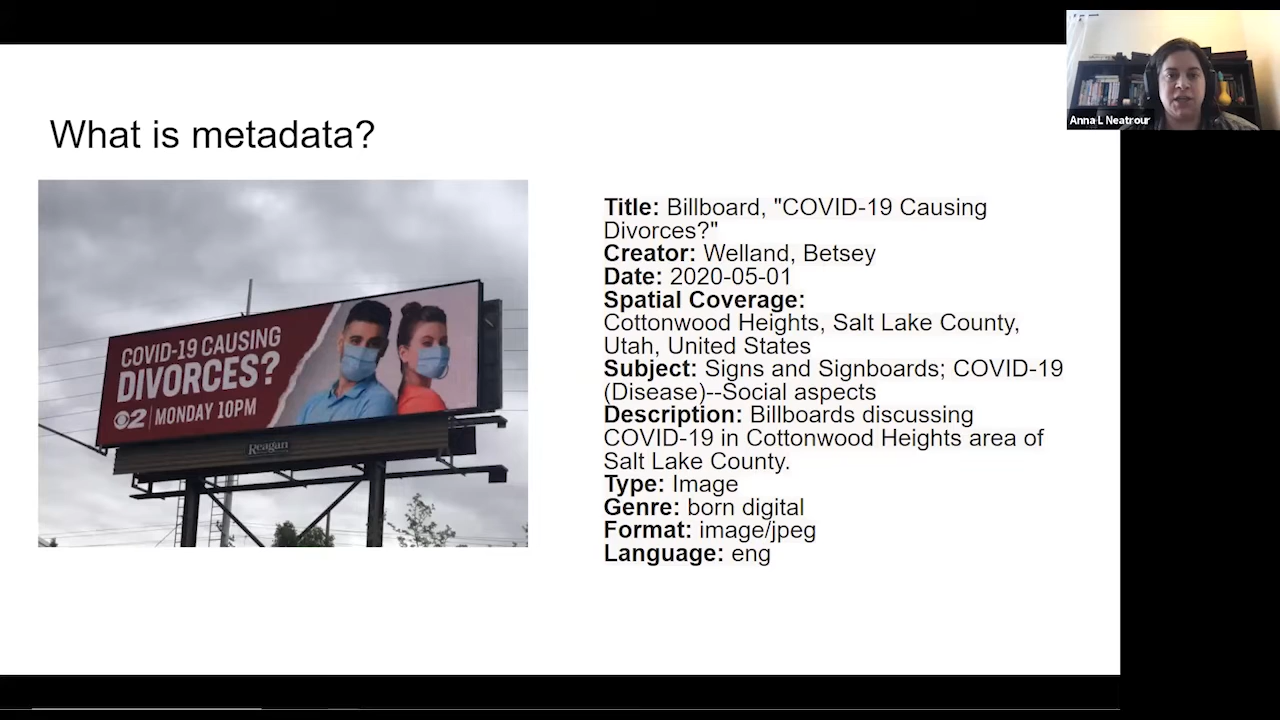 What is metadata?
Anna L Neatrour
COVID-19 CAUSING
DIVORCES?
2 MONDAY 10PM
Reagan
Title: Billboard, "COVID-19 Causing
Divorces?"
Creator: Welland, Betsey
Date: 2020-05-01
Spatial Coverage:
Cottonwood Heights, Salt Lake County,
Utah, United States
Subject: Signs and Signboards; COVID-19
(Disease)--Social aspects
Description: Billboards discussing
COVID-19 in Cottonwood Heights area of
Salt Lake County.
Type: Image
Genre: born digital
Format: image/jpeg
Language: eng